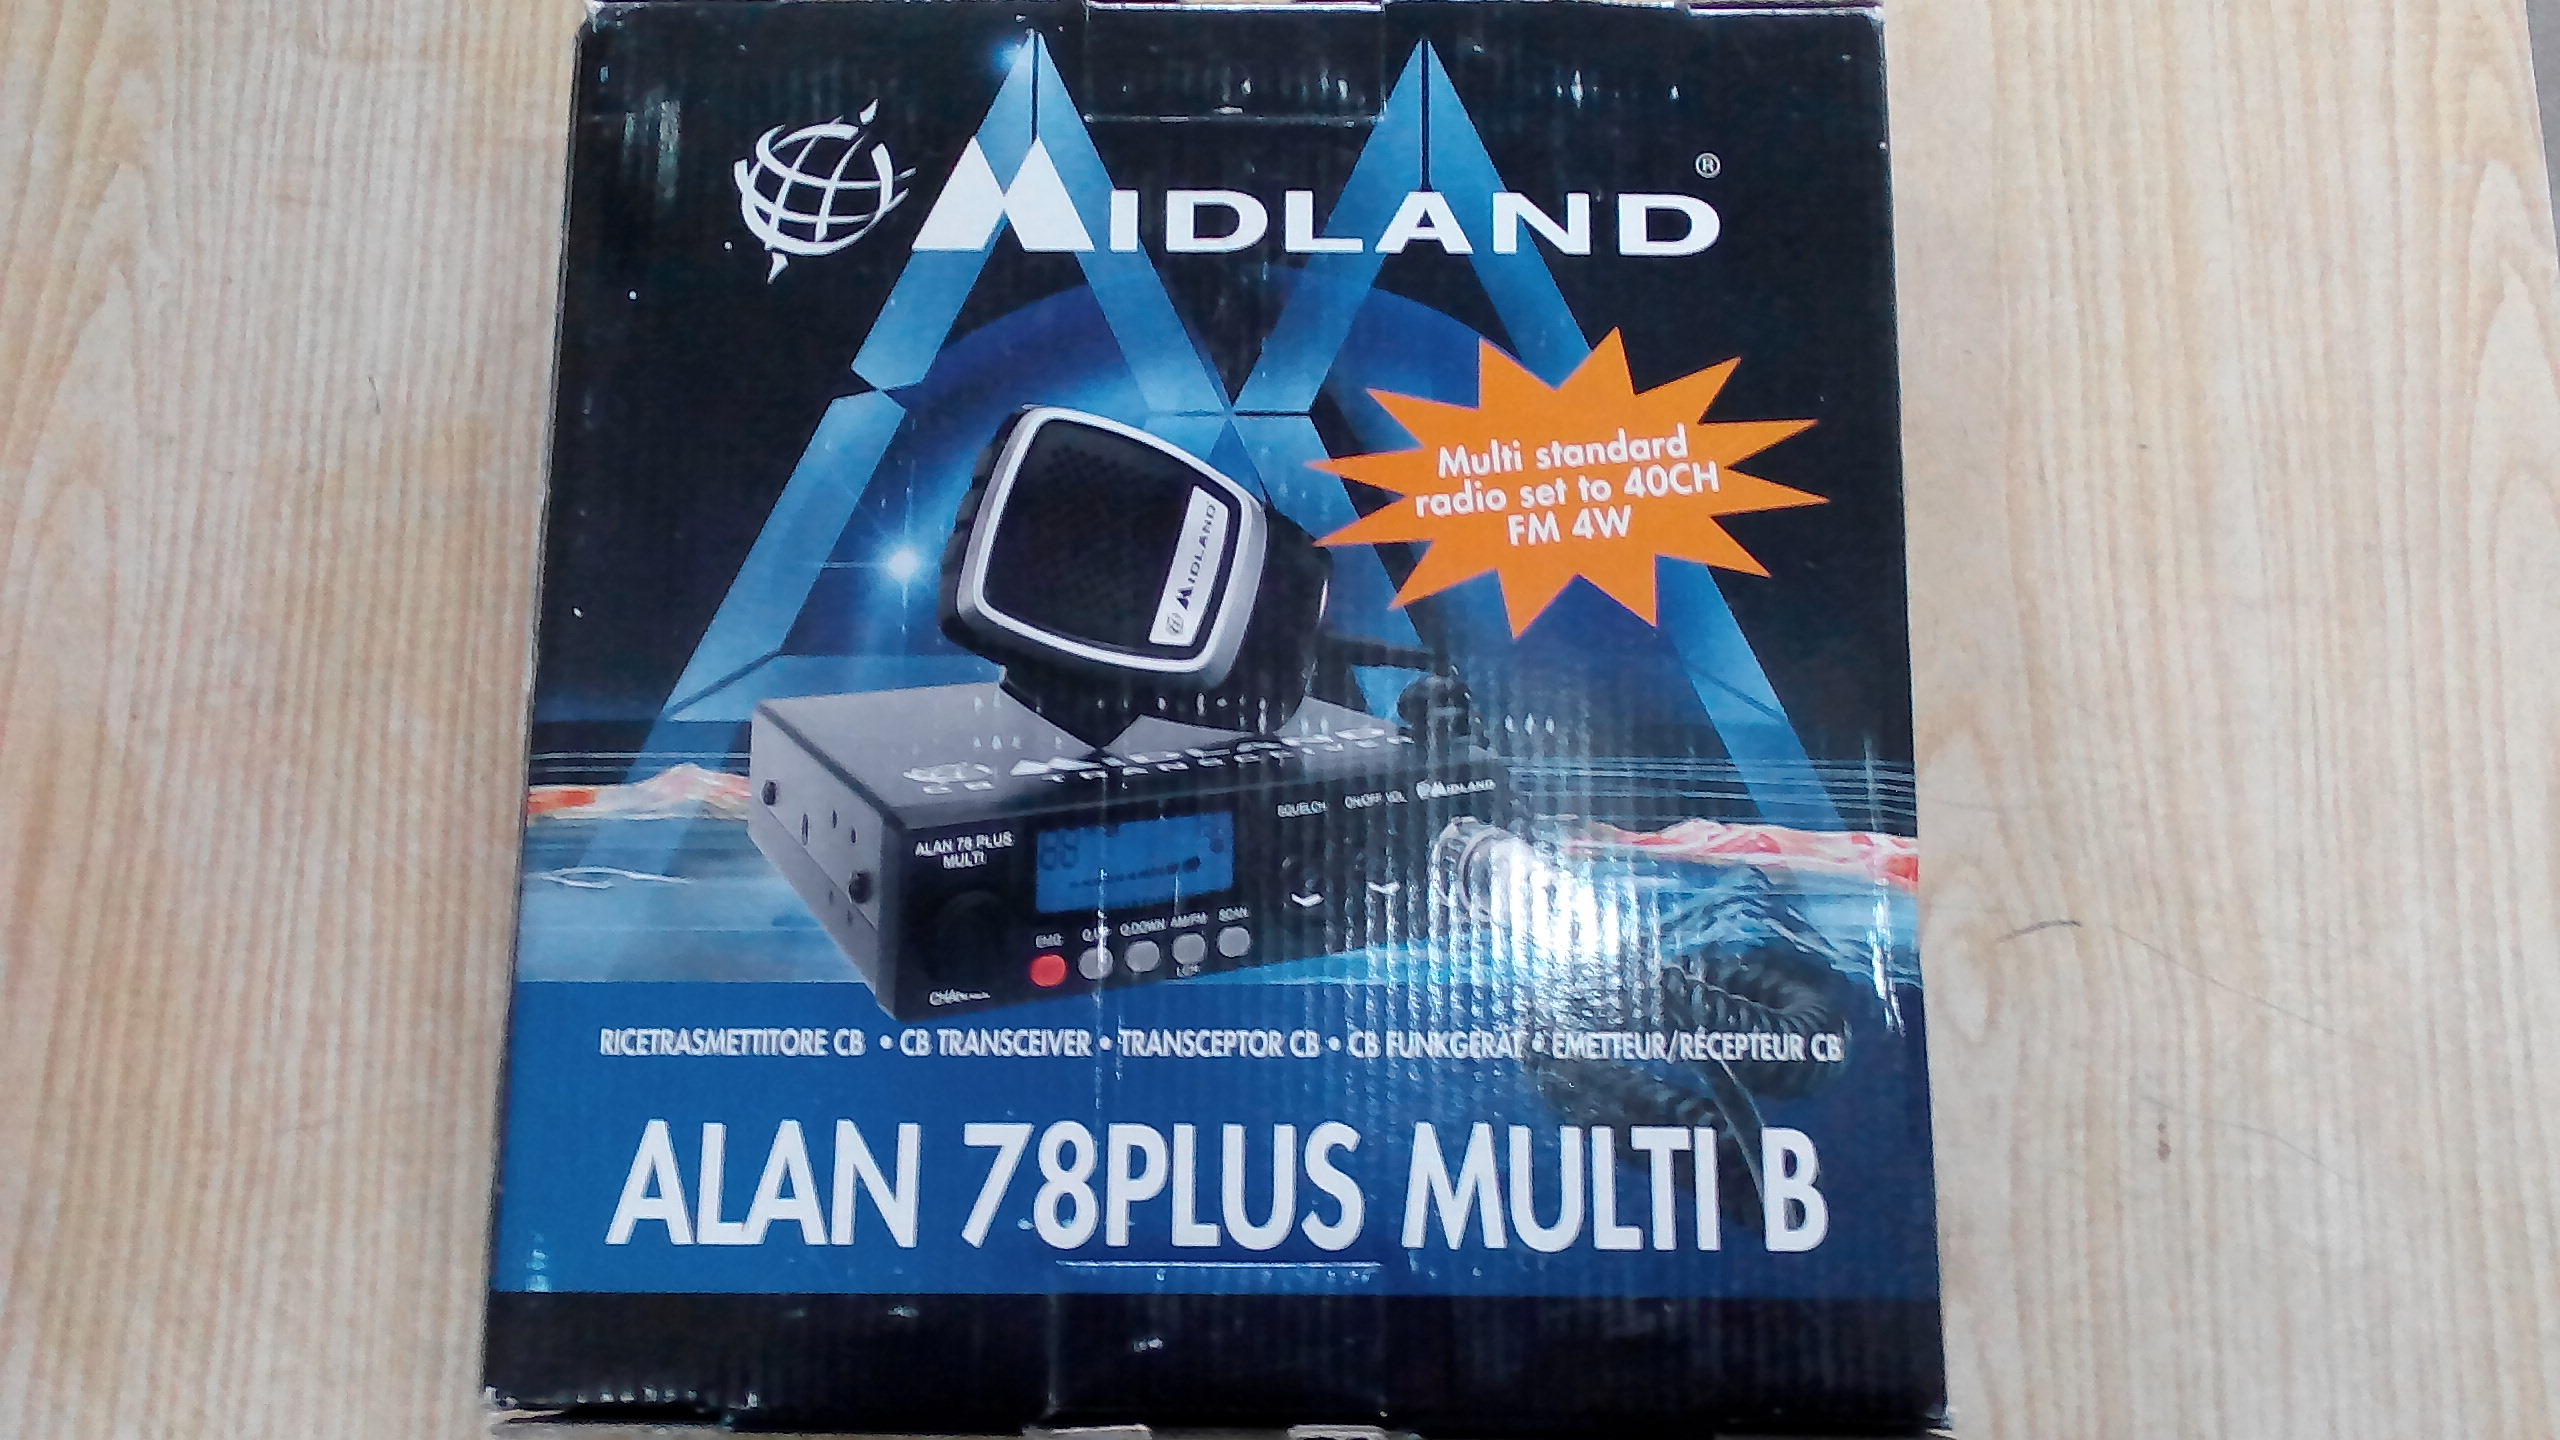 MIDLAND ®
Multi standard
radio set to 40CH
FM 4W
MIDLAND
MIDLAND
TRANSCEIVER
SQUELCH ON/OFF VOL MIDLAND
ALAN 78 PLUS
MULTI
EMG Q.UP Q.DOWN AM/FM SCAN
RICETRASMETTITORE CB • CB TRANSCEIVER • TRANSCEPTOR CB • CB FUNKGERÄT • EMETTEUR/RÉCEPTEUR CB
ALAN 78PLUS MULTI B